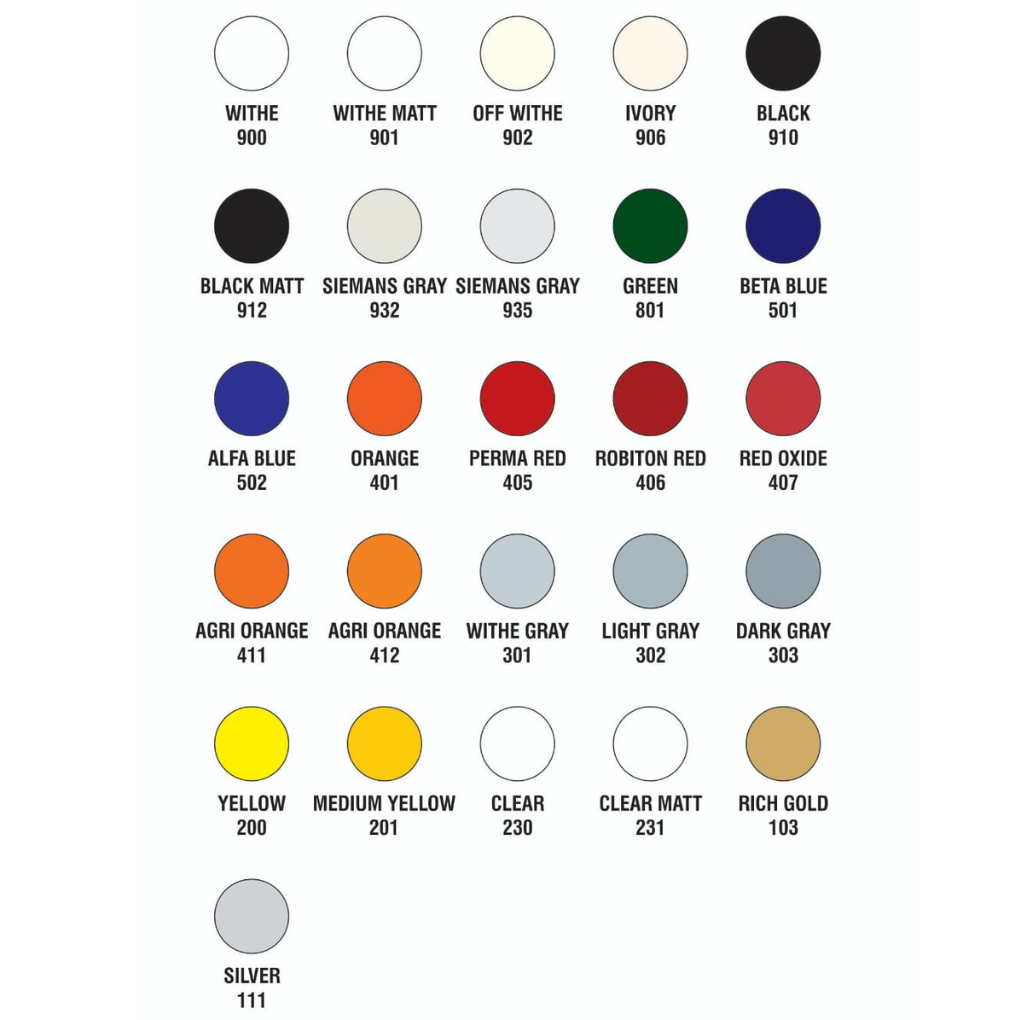 WITHE
900
WITHE MATT
901
OFF WITHE
902
IVORY
906
BLACK
910
BLACK MATT
912
SIEMANS GRAY
932
SIEMANS GRAY
935
GREEN
801
BETA BLUE
501
ALFA BLUE
502
ORANGE
401
PERMA RED
405
ROBITON RED
406
RED OXIDE
407
AGRI ORANGE
411
AGRI ORANGE
412
WITHE GRAY
301
LIGHT GRAY
302
DARK GRAY
303
YELLOW
200
MEDIUM YELLOW
201
CLEAR
230
CLEAR MATT
231
RICH GOLD
103
SILVER
111